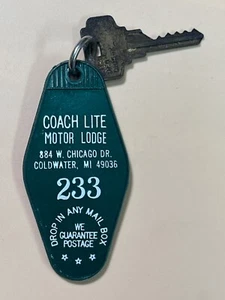 COACH LITE
MOTOR LODGE
884 W. CHICAGO DR.
COLDWATER, MI 49036
233
DROP IN ANY MAIL BOX
WE
GUARANTEE
POSTAGE